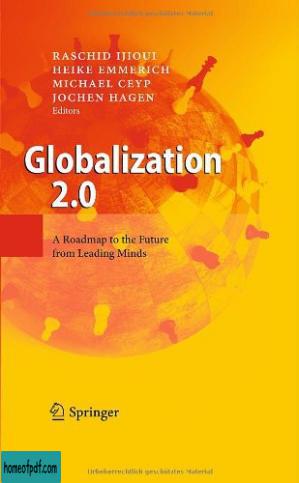 Urheberrechtlich geschütztes Material
RASCHID IJIOUI
HEIKE EMMERICH
MICHAEL CEYP
JOCHEN HAGEN
Editors
Globalization
2.0
A Roadmap to the Future
from Leading Minds
Springer
homeofpdf.com
Urheberrechtlich geschütztes Material